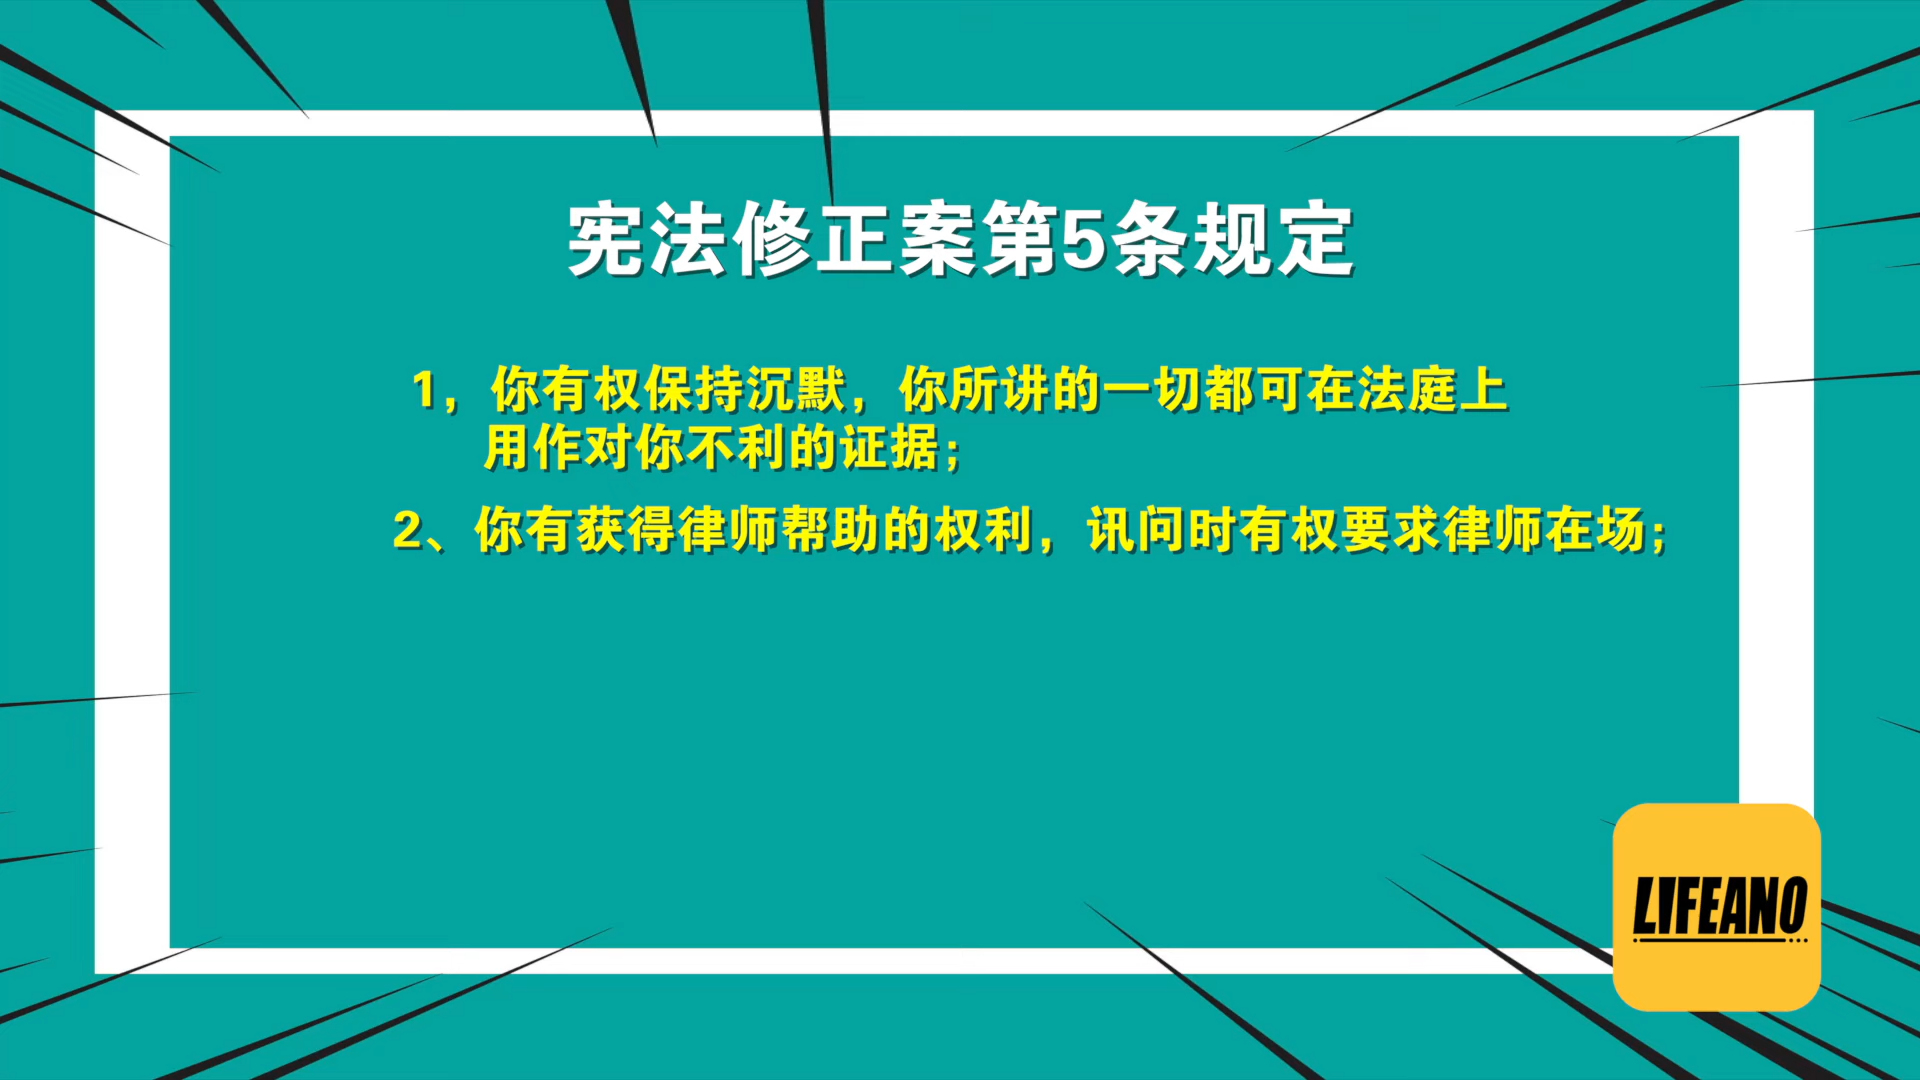 宪法修正案第5条规定
1，你有权保持沉默，你所讲的一切都可在法庭上
用作对你不利的证据；
2、你有获得律师帮助的权利，讯问时有权要求律师在场；
LIFEANO